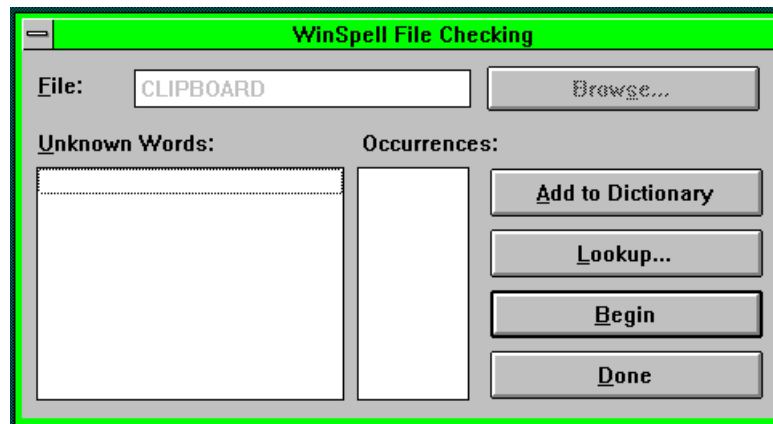 WinSpell File Checking
File: CLIPBOARD Browse...
Unknown Words: Occurrences:
Add to Dictionary
Lookup...
Begin
Done